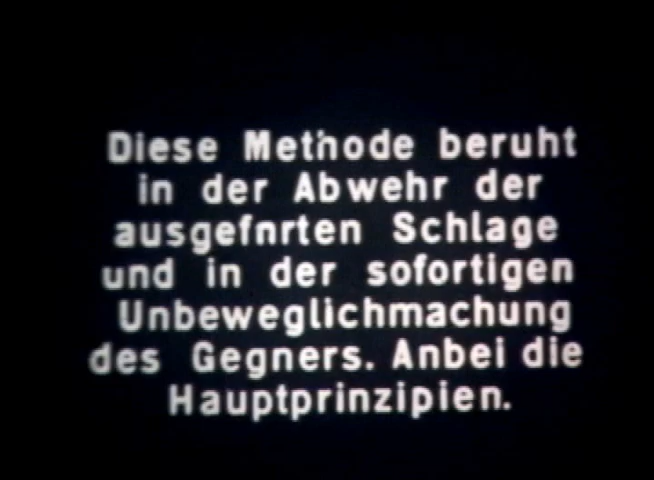 Diese Methode beruht
in der Abwehr der
ausgefnrten Schlage
und in der sofortigen
Unbeweglichmachung
des Gegners. Anbei die
Hauptprinzipien.